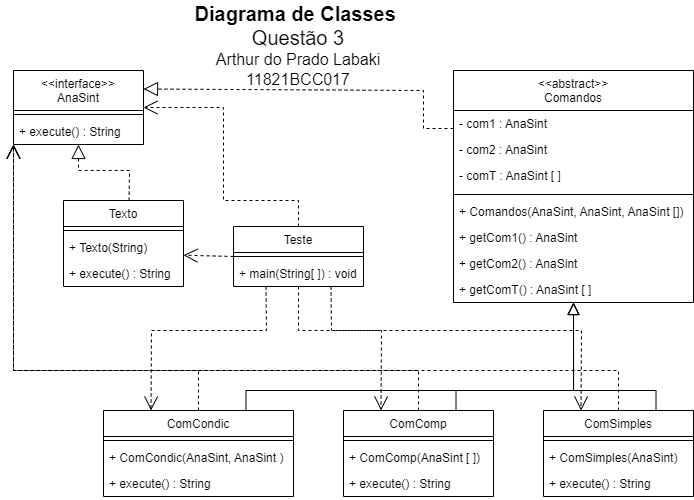 Diagrama de Classes
Questão 3
Arthur do Prado Labaki
11821BCC017
<<interface>>
AnaSint
+ execute() : String
<<abstract>>
Comandos
- com1 : AnaSint
- com2 : AnaSint
- comT : AnaSint [ ]
+ Comandos(AnaSint, AnaSint, AnaSint [])
+ getCom1() : AnaSint
+ getCom2() : AnaSint
+ getComT() : AnaSint [ ]
Texto
+ Texto(String)
+ execute() : String
Teste
+ main(String[ ]) : void
ComCondic
+ ComCondic(AnaSint, AnaSint )
+ execute() : String
ComComp
+ ComComp(AnaSint [ ])
+ execute() : String
ComSimples
+ ComSimples(AnaSint)
+ execute() : String